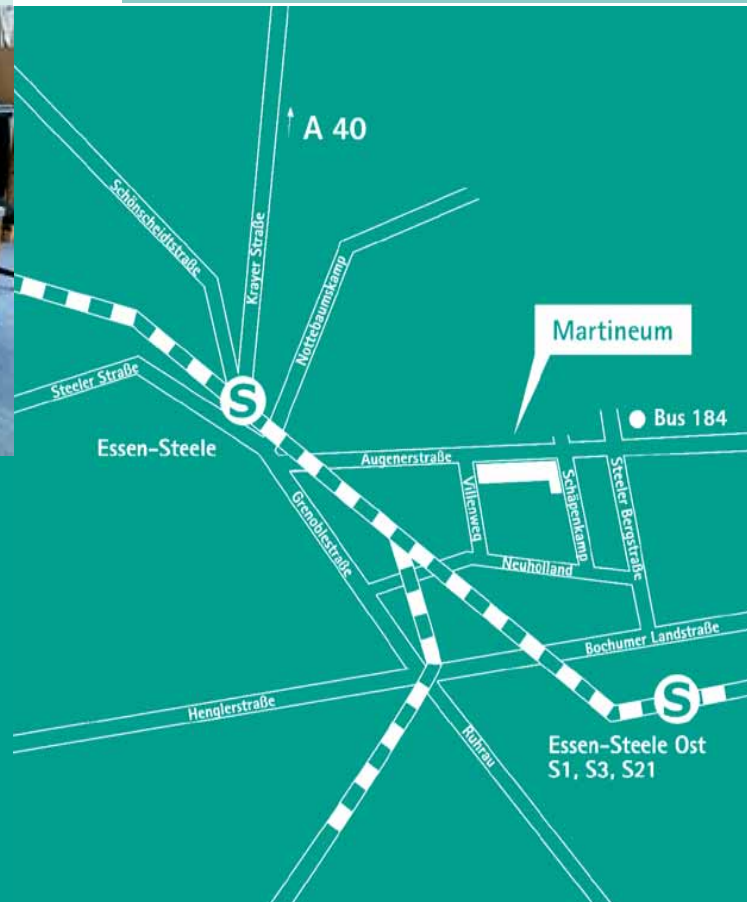 A 40
Schönscheidtstraße
Krayer Straße
Nottebaumskamp
Martineum
Steeler Straße
S
Bus 184
Essen-Steele
Augenerstraße
Villenweg
Schäpenkamp
Steeler Bergstraße
Grenoblestraße
Neuholland
Bochumer Landstraße
Henglerstraße
S
Ruhrau
Essen-Steele Ost
S1, S3, S21